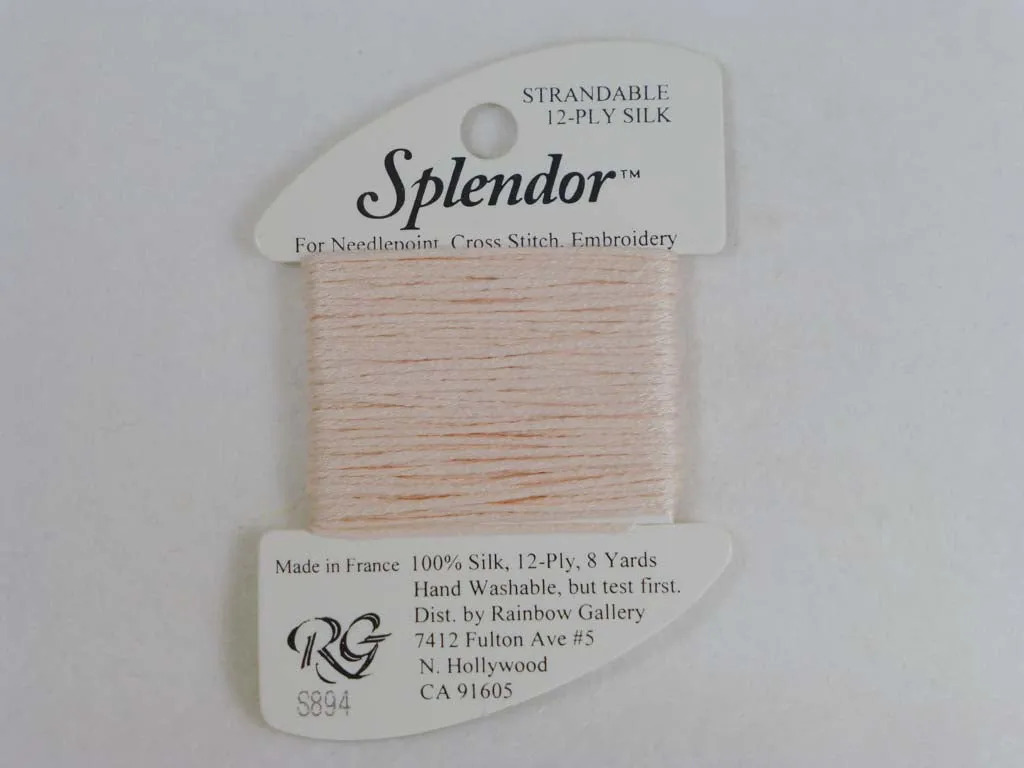 STRANDABLE
12-PLY SILK
Splendor™
For Needlepoint, Cross Stitch, Embroidery
Made in France
100% Silk, 12-Ply, 8 Yards
Hand Washable, but test first.
Dist. by Rainbow Gallery
7412 Fulton Ave #5
N. Hollywood
CA 91605
RG
S894